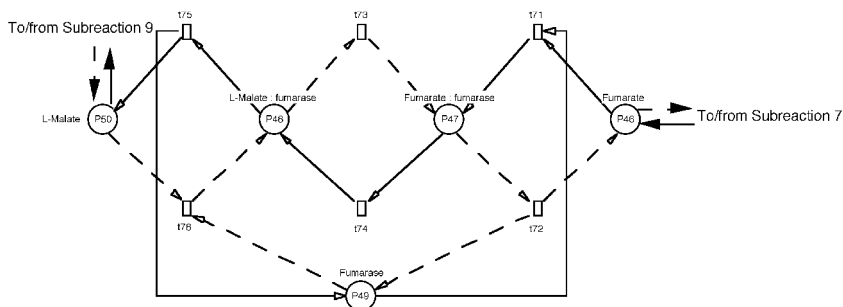 t75
t73
t71
To/from Subreaction 9
L-Malate : fumarase
Fumarate : fumarase
Fumarate
L-Malate
P50
P46
P47
P46
To/from Subreaction 7
t76
t74
t72
Fumarase
P49